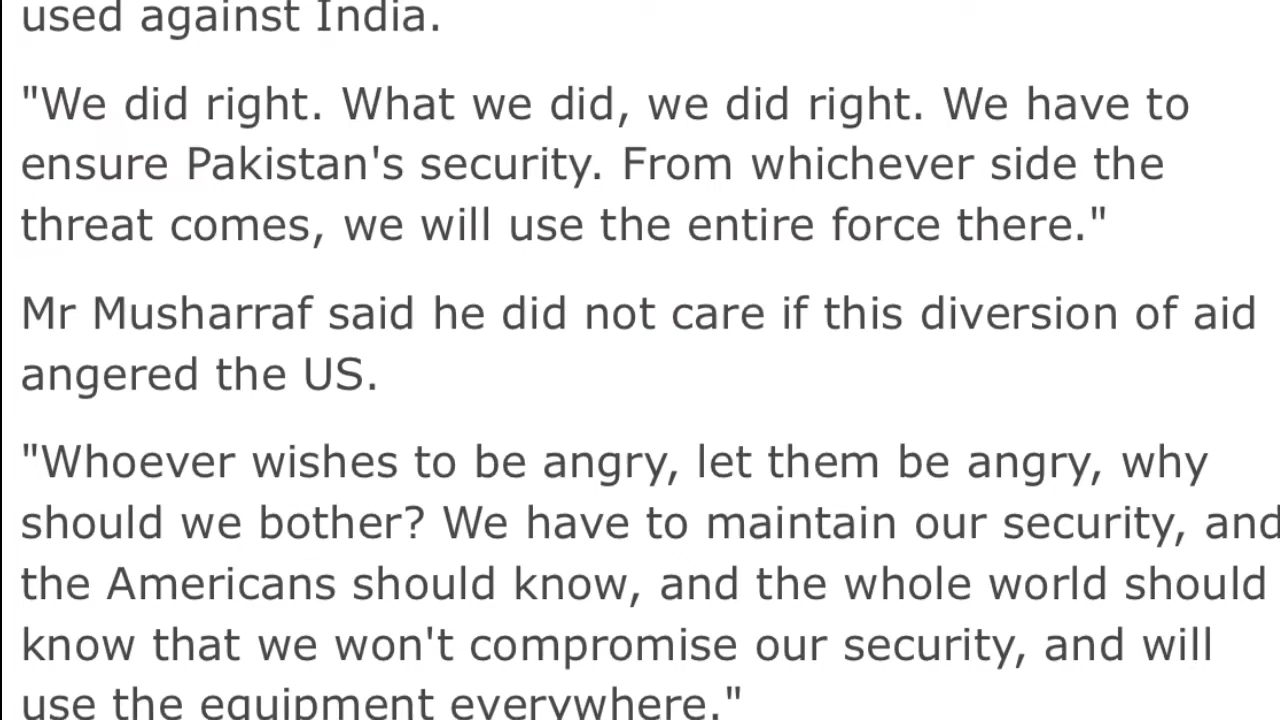 used against India.
"We did right. What we did, we did right. We have to
ensure Pakistan's security. From whichever side the
threat comes, we will use the entire force there."
Mr Musharraf said he did not care if this diversion of aid
angered the US.
"Whoever wishes to be angry, let them be angry, why
should we bother? We have to maintain our security, and
the Americans should know, and the whole world should
know that we won't compromise our security, and will
use the equipment everywhere."